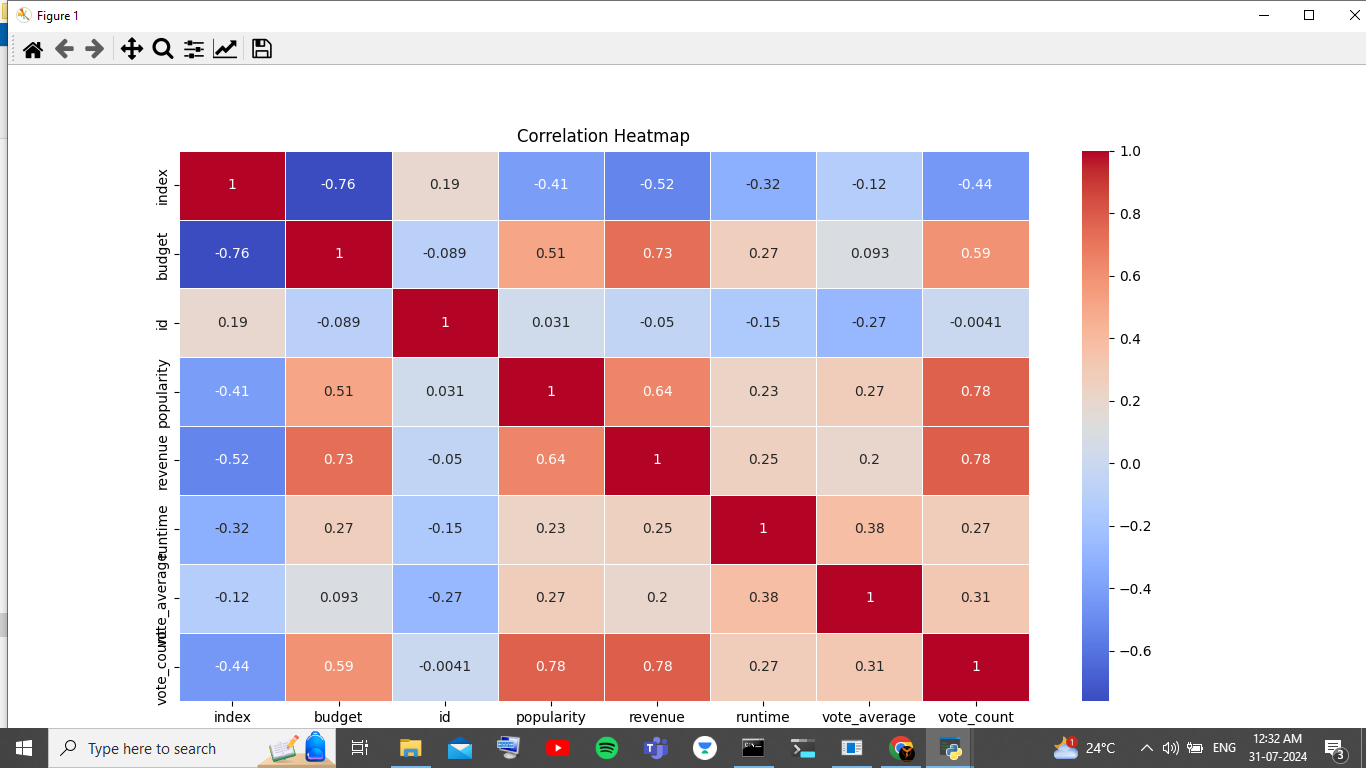 Figure 1
Correlation Heatmap
index 1 -0.76 0.19 -0.41 -0.52 -0.32 -0.12 -0.44
budget -0.76 1 -0.089 0.51 0.73 0.27 0.093 0.59
id 0.19 -0.089 1 0.031 -0.05 -0.15 -0.27 -0.0041
popularity -0.41 0.51 0.031 1 0.64 0.23 0.27 0.78
revenue -0.52 0.73 -0.05 0.64 1 0.25 0.2 0.78
runtime -0.32 0.27 -0.15 0.23 0.25 1 0.38 0.27
vote_average -0.12 0.093 -0.27 0.27 0.2 0.38 1 0.31
vote_count -0.44 0.59 -0.0041 0.78 0.78 0.27 0.31 1
index budget id popularity revenue runtime vote_average vote_count
1.0
0.8
0.6
0.4
0.2
0.0
−0.2
−0.4
−0.6
Type here to search
1
24°C
ENG
12:32 AM
31-07-2024
3